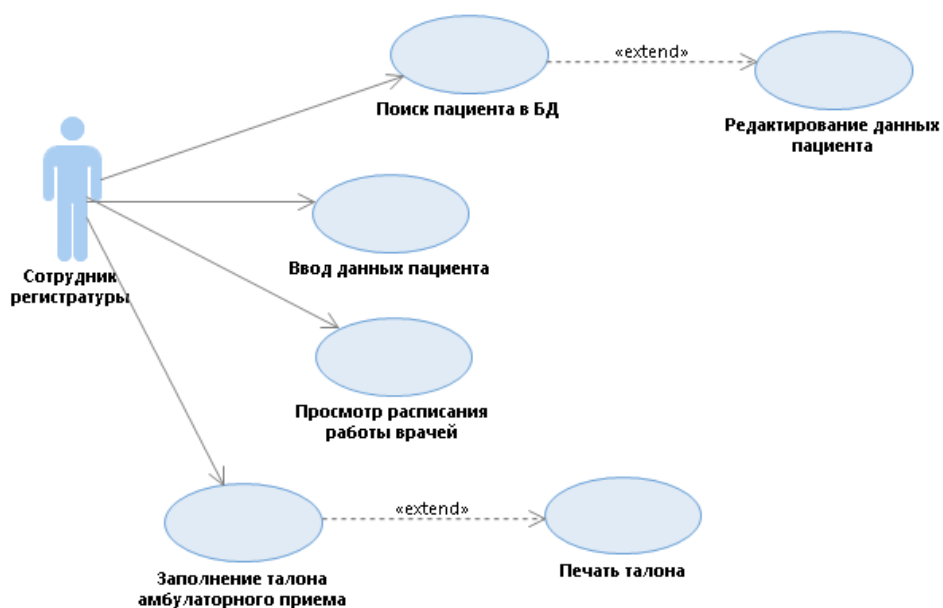 «extend»
Поиск пациента в БД
Редактирование данных
пациента
Сотрудник
регистратуры
Ввод данных пациента
Просмотр расписания
работы врачей
«extend»
Заполнение талона
амбулаторного приема
Печать талона